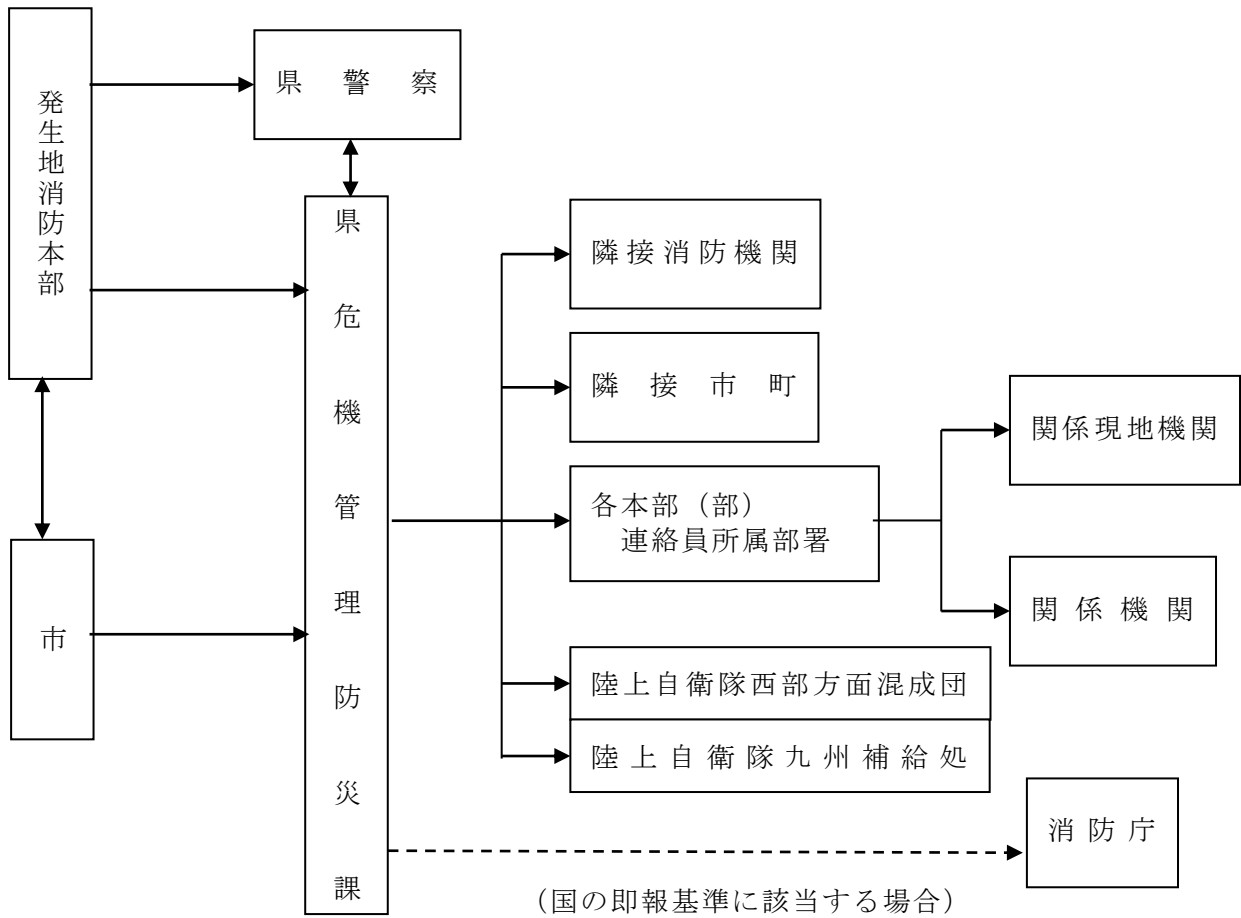 発生地消防本部
県警察
県危機管理防災課
隣接消防機関
隣接市町
関係現地機関
各本部（部）
連絡員所属部署
関係機関
市
陸上自衛隊西部方面混成団
陸上自衛隊九州補給処
消防庁
（国の即報基準に該当する場合）